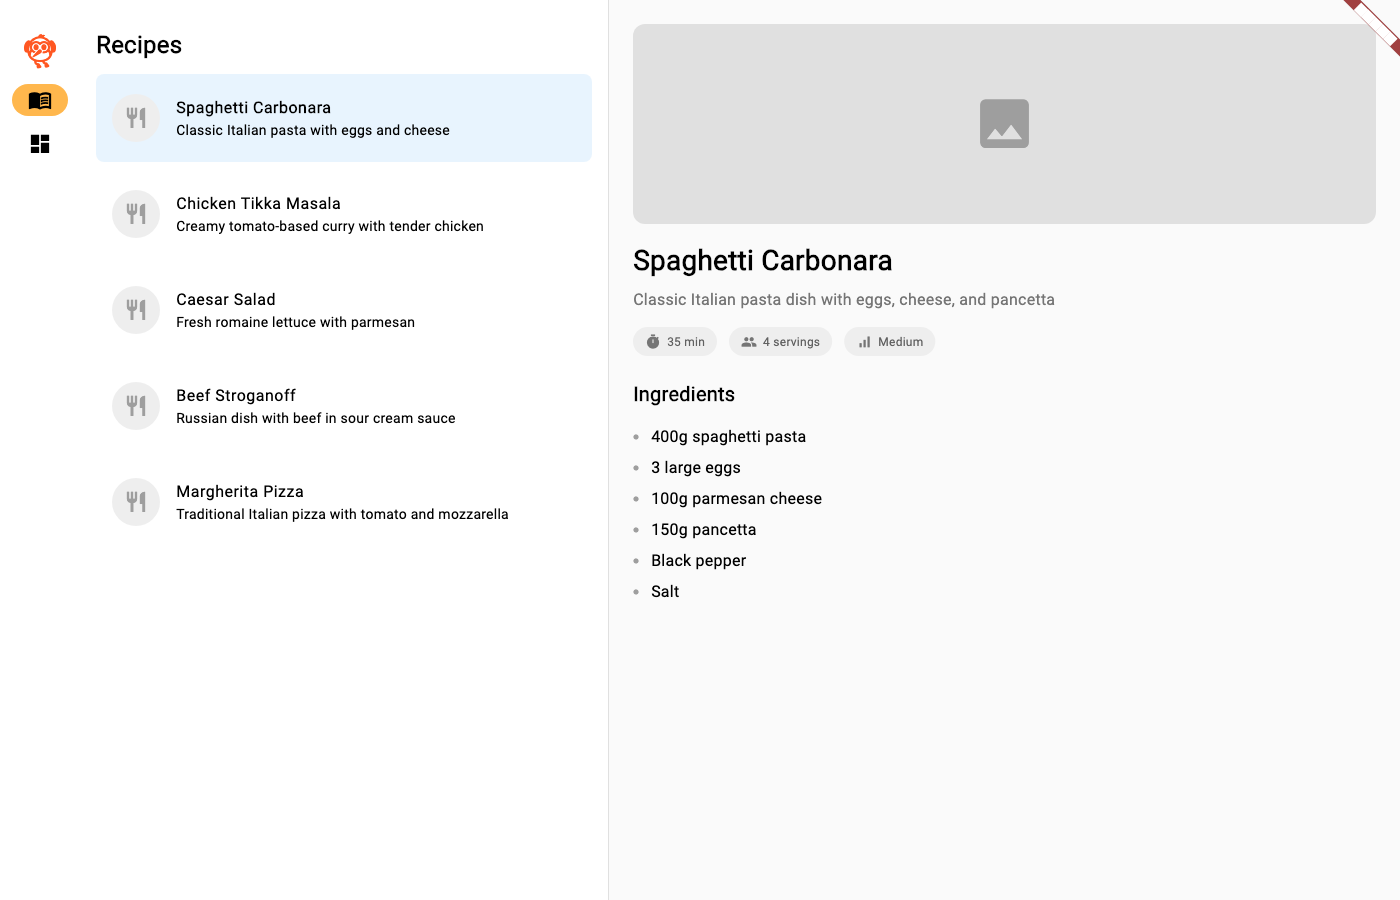 Recipes
Spaghetti Carbonara
Classic Italian pasta with eggs and cheese
Chicken Tikka Masala
Creamy tomato-based curry with tender chicken
Caesar Salad
Fresh romaine lettuce with parmesan
Beef Stroganoff
Russian dish with beef in sour cream sauce
Margherita Pizza
Traditional Italian pizza with tomato and mozzarella
Spaghetti Carbonara
Classic Italian pasta dish with eggs, cheese, and pancetta
35 min
4 servings
Medium
Ingredients
400g spaghetti pasta
3 large eggs
100g parmesan cheese
150g pancetta
Black pepper
Salt